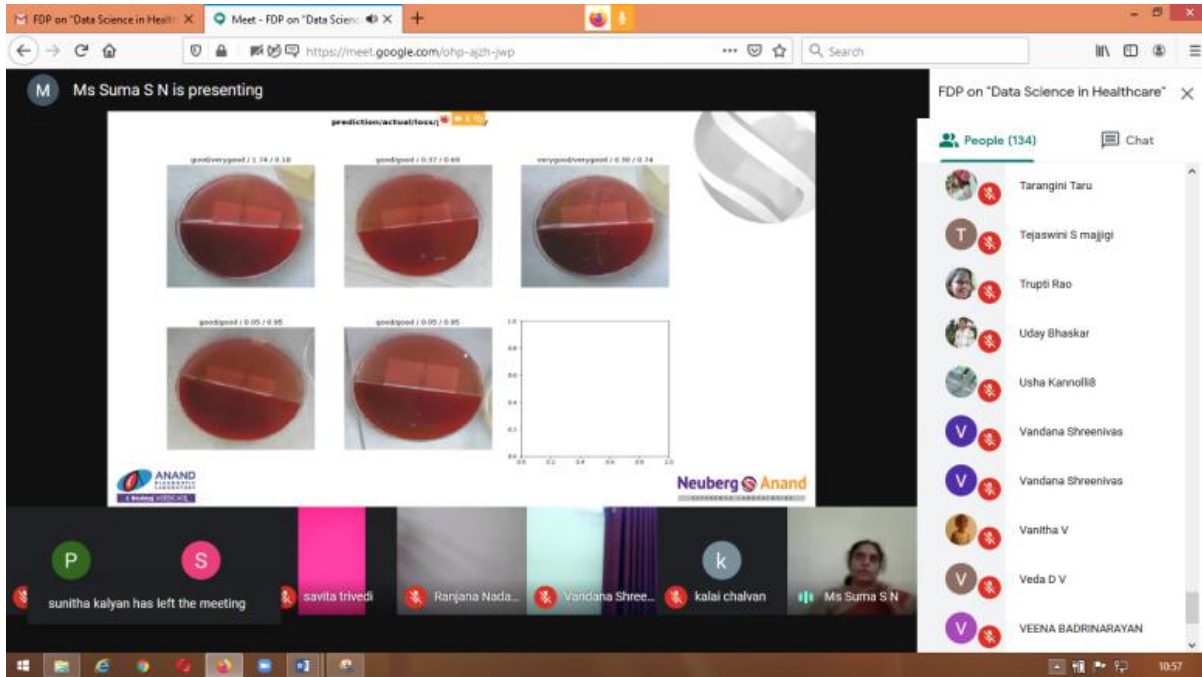 FDP on "Data Science in Health
Meet - FDP on "Data Scienc
https://meet.google.com/ohp-ajzh-jwp
Search
M Ms Suma S N is presenting
prediction/actual/loss/
good/verygood / 1.74 / 0.18
good/good / 0.37 / 0.69
verygood/verygood / 0.30 / 0.74
good/good / 0.05 / 0.95
good/good / 0.05 / 0.95
1.0
0.8
0.6
0.4
0.2
0.0
0.0 0.2 0.4 0.6 0.8 1.0
ANAND
DIAGNOSTIC
LABORATORY
Neuberg Anand
REFERENCE LABORATORIES
P
S
k
sunitha kalyan has left the meeting
savita trivedi
Ranjana Nada...
Vandana Shree...
kalai chalvan
Ms Suma S N
FDP on "Data Science in Healthcare"
People (134)
Chat
Tarangini Taru
T Tejaswini S majjigi
Trupti Rao
Uday Bhaskar
Usha Kannolli8
V Vandana Shreenivas
V Vandana Shreenivas
Vanitha V
V Veda D V
V VEENA BADRINARAYAN
10:57